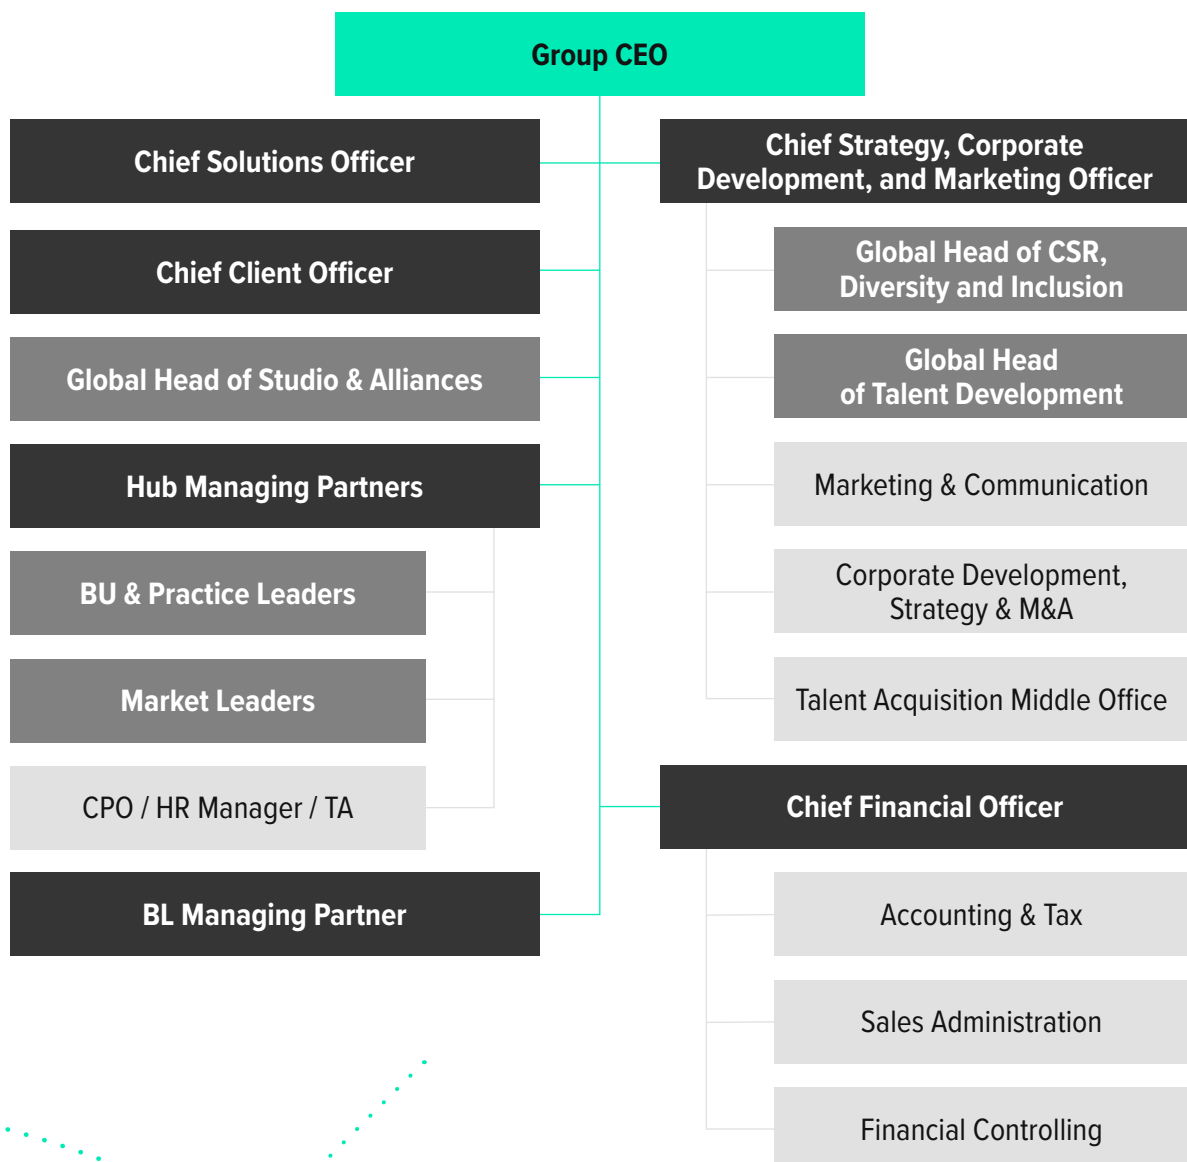 Group CEO
Chief Solutions Officer
Chief Client Officer
Global Head of Studio & Alliances
Hub Managing Partners
BU & Practice Leaders
Market Leaders
CPO / HR Manager / TA
BL Managing Partner
Chief Strategy, Corporate
Development, and Marketing Officer
Global Head of CSR,
Diversity and Inclusion
Global Head
of Talent Development
Marketing & Communication
Corporate Development,
Strategy & M&A
Talent Acquisition Middle Office
Chief Financial Officer
Accounting & Tax
Sales Administration
Financial Controlling